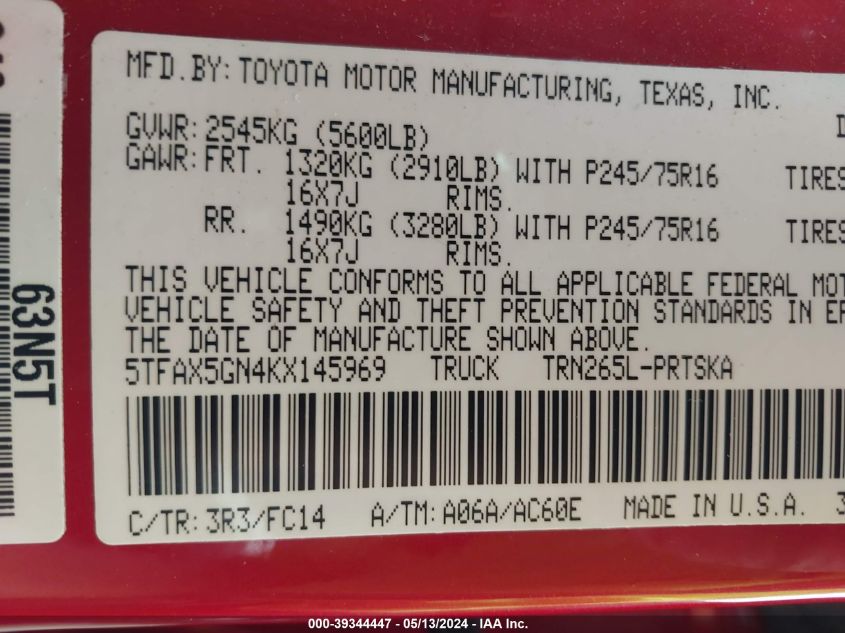 MFD.BY:TOYOTA MOTOR MANUFACTURING, TEXAS, INC.
GVWR:2545KG (5600LB)
GAWR:FRT. 1320KG (2910LB) WITH P245/75R16 TIRES
16X7J RIMS.
RR. 1490KG (3280LB) WITH P245/75R16 TIRES
16X7J RIMS.
THIS VEHICLE CONFORMS TO ALL APPLICABLE FEDERAL MOT
VEHICLE SAFETY AND THEFT PREVENTION STANDARDS IN EF
THE DATE OF MANUFACTURE SHOWN ABOVE.
5TFAX5GN4KX145969 TRUCK TRN265L-PRTSKA
C/TR:3R3/FC14 A/TM:A06A/AC60E MADE IN U.S.A. 3
63N5T
000-39344447 - 05/13/2024 - IAA Inc.